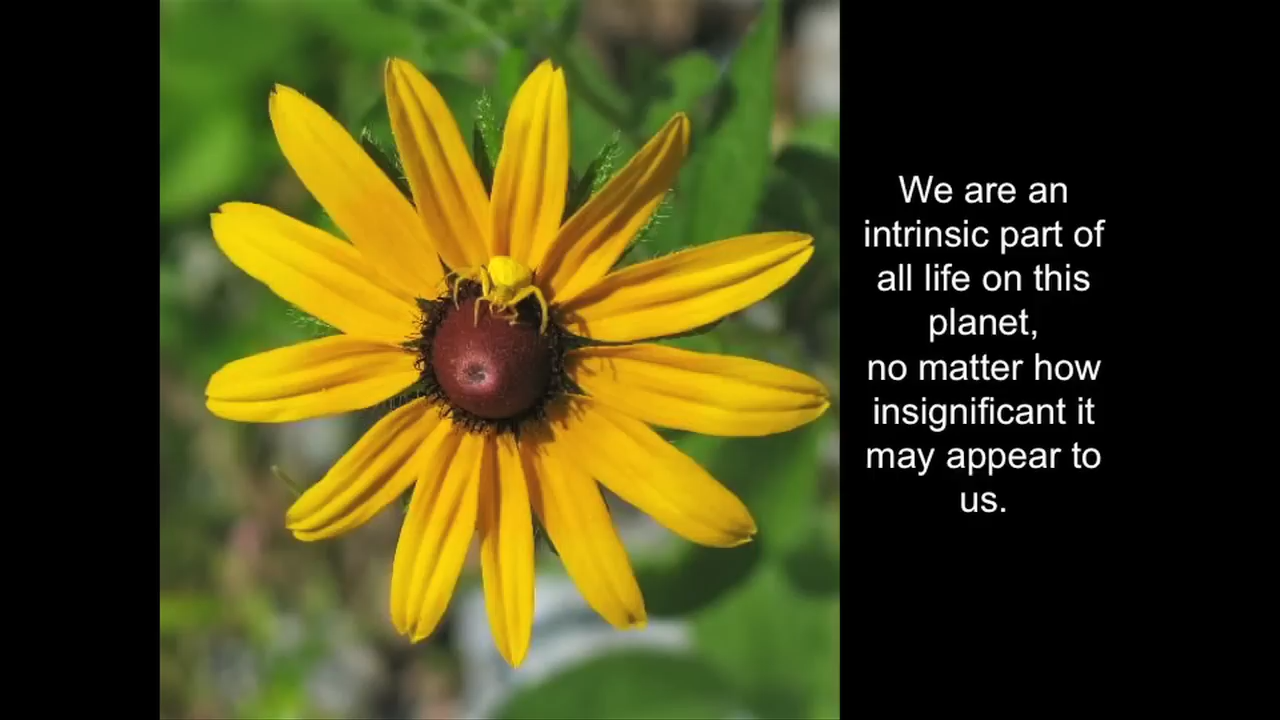 We are an
intrinsic part of
all life on this
planet,
no matter how
insignificant it
may appear to
us.